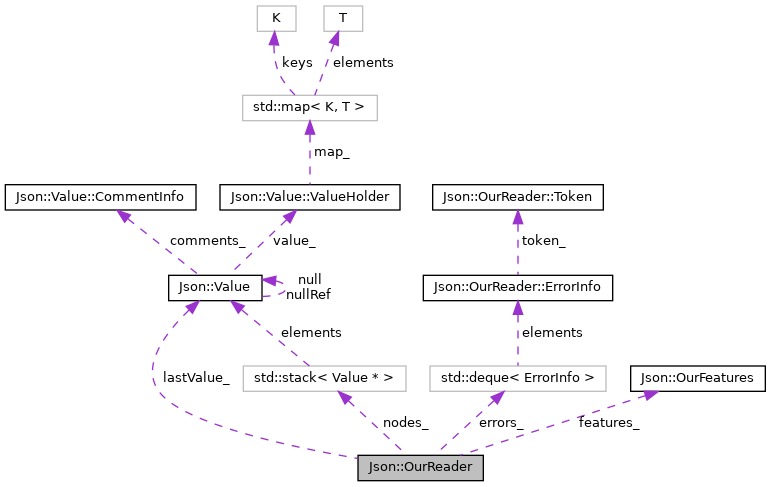 K
T
keys
elements
std::map< K, T >
map_
Json::Value::CommentInfo
Json::Value::ValueHolder
Json::OurReader::Token
comments_
value_
token_
null
nullRef
Json::Value
Json::OurReader::ErrorInfo
elements
elements
lastValue_
std::stack< Value * >
std::deque< ErrorInfo >
Json::OurFeatures
nodes_
errors_
features_
Json::OurReader